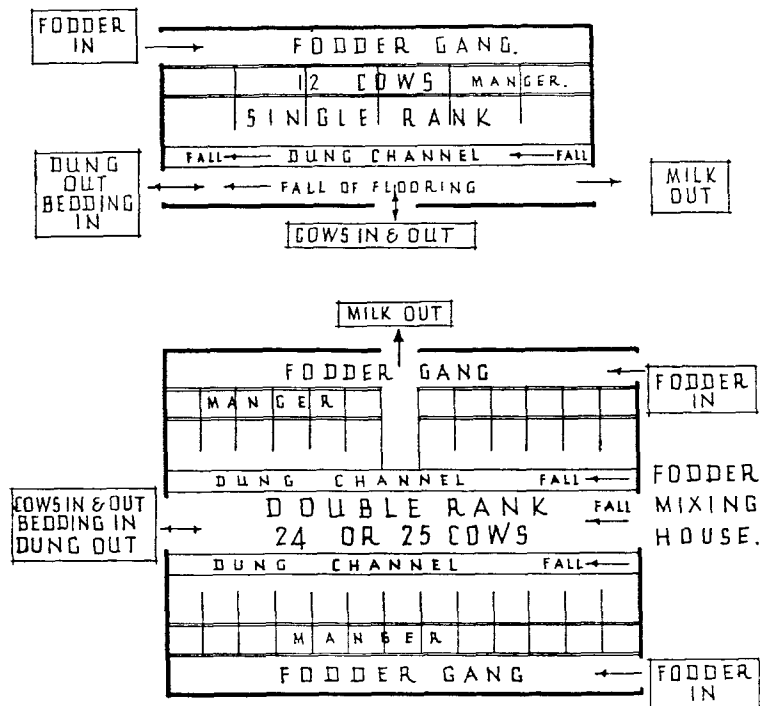 FODDER
IN
FODDER GANG.
12 COWS MANGER.
SINGLE RANK
FALL DUNG CHANNEL FALL
DUNG
OUT
BEDDING
IN
FALL OF FLOORING
MILK
OUT
COWS IN & OUT
MILK OUT
FODDER GANG
FODDER
IN
MANGER
DUNG CHANNEL FALL
COWS IN & OUT
BEDDING IN
DUNG OUT
DOUBLE RANK
24 OR 25 COWS
FALL
FODDER
MIXING
HOUSE.
DUNG CHANNEL FALL
MANGER
FODDER GANG
FODDER
IN